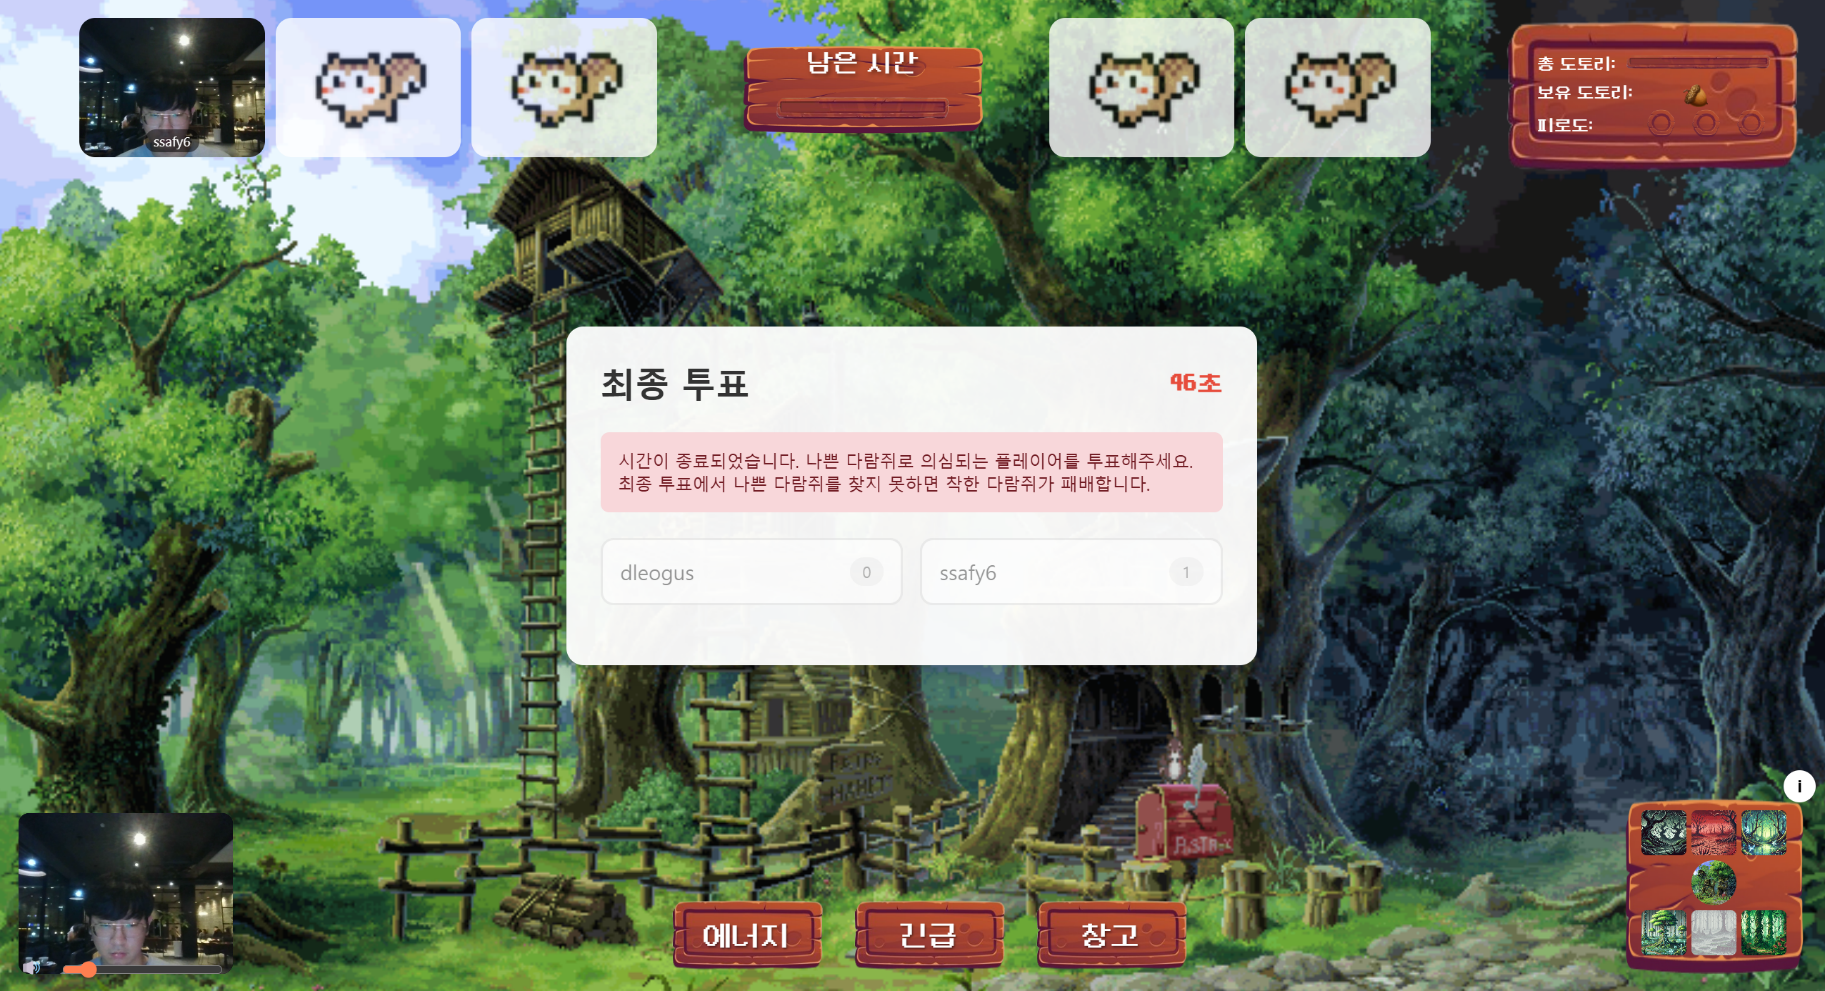 ssafy6
남은 시간
총 도토리:
보유 도토리:
피로도:
최종 투표
46초
시간이 종료되었습니다. 나쁜 다람쥐로 의심되는 플레이어를 투표해주세요.
최종 투표에서 나쁜 다람쥐를 찾지 못하면 착한 다람쥐가 패배합니다.
dleogus 0
ssafy6 1
i
에너지
긴급
창고